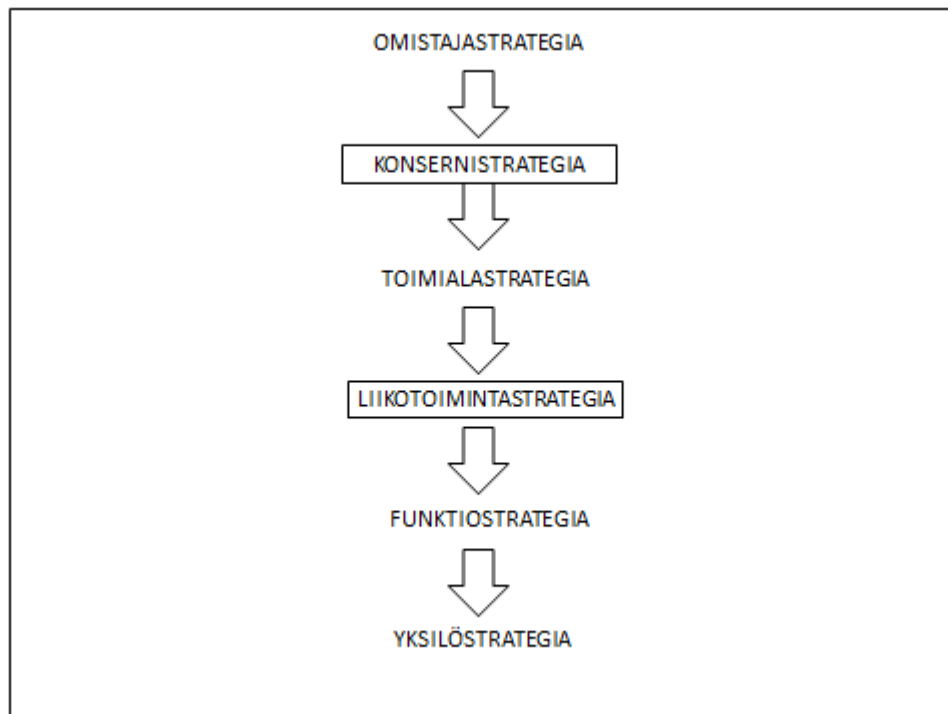 OMISTAJASTRATEGIA
KONSERNISTRATEGIA
TOIMIALASTRATEGIA
LIIKOTOIMINTASTRATEGIA
FUNKTIOSTRATEGIA
YKSILÖSTRATEGIA